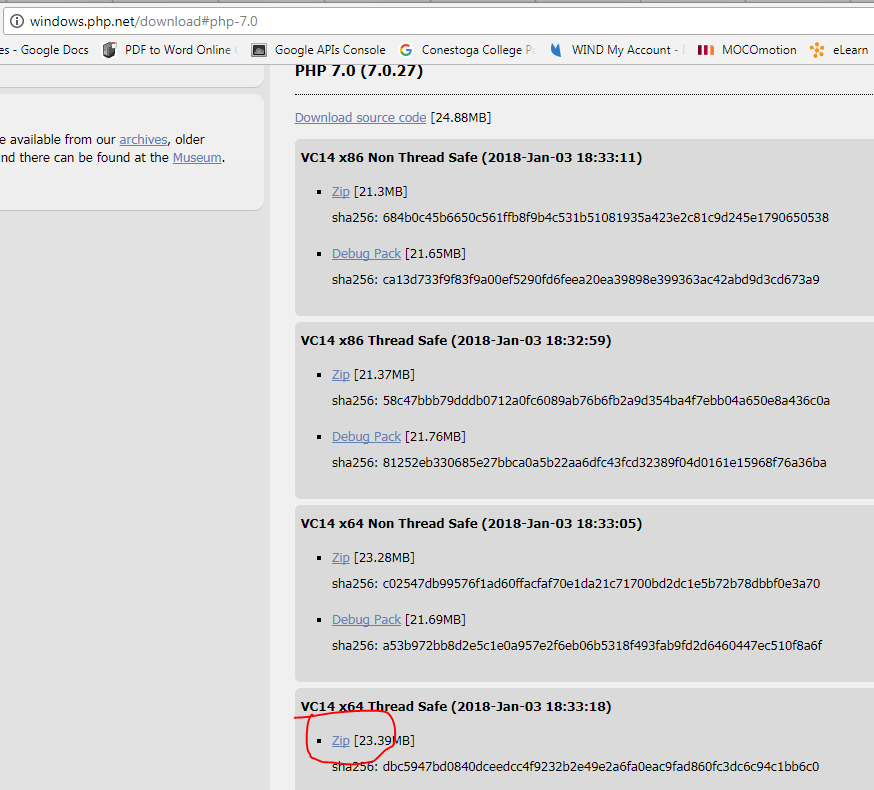 windows.php.net/download#php-7.0
es - Google Docs PDF to Word Online Google APIs Console Conestoga College P WIND My Account - MOCOmotion eLearn
PHP 7.0 (7.0.27)
e available from our archives, older
nd there can be found at the Museum.
Download source code [24.88MB]
VC14 x86 Non Thread Safe (2018-Jan-03 18:33:11)
Zip [21.3MB]
sha256: 684b0c45b6650c561ffb8f9b4c531b51081935a423e2c81c9d245e1790650538
Debug Pack [21.65MB]
sha256: ca13d733f9f83f9a00ef5290fd6feea20ea39898e399363ac42abd9d3cd673a9
VC14 x86 Thread Safe (2018-Jan-03 18:32:59)
Zip [21.37MB]
sha256: 58c47bbb79dddb0712a0fc6089ab76b6fb2a9d354ba4f7ebb04a650e8a436c0a
Debug Pack [21.76MB]
sha256: 81252eb330685e27bbca0a5b22aa6dfc43fcd32389f04d0161e15968f76a36ba
VC14 x64 Non Thread Safe (2018-Jan-03 18:33:05)
Zip [23.28MB]
sha256: c02547db99576f1ad60ffacfaf70e1da21c71700bd2dc1e5b72b78dbbf0e3a70
Debug Pack [21.69MB]
sha256: a53b972bb8d2e5c1e0a957e2f6eb06b5318f493fab9fd2d6460447ec510f8a6f
VC14 x64 Thread Safe (2018-Jan-03 18:33:18)
Zip [23.39MB]
sha256: dbc5947bd0840dceedcc4f9232b2e49e2a6fa0eac9fad860fc3dc6c94c1bb6c0